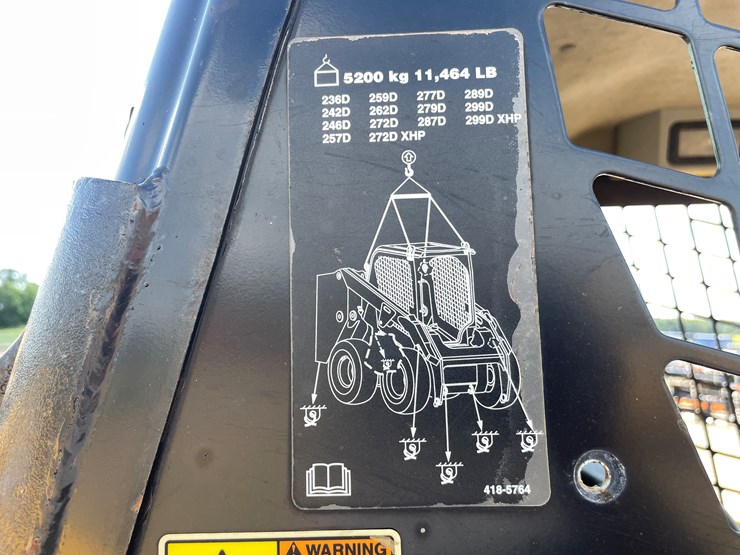 5200 kg 11,464 LB
236D 259D 277D 289D
242D 262D 279D 299D
246D 272D 287D 299D XHP
257D 272D XHP
418-5764
WARNING